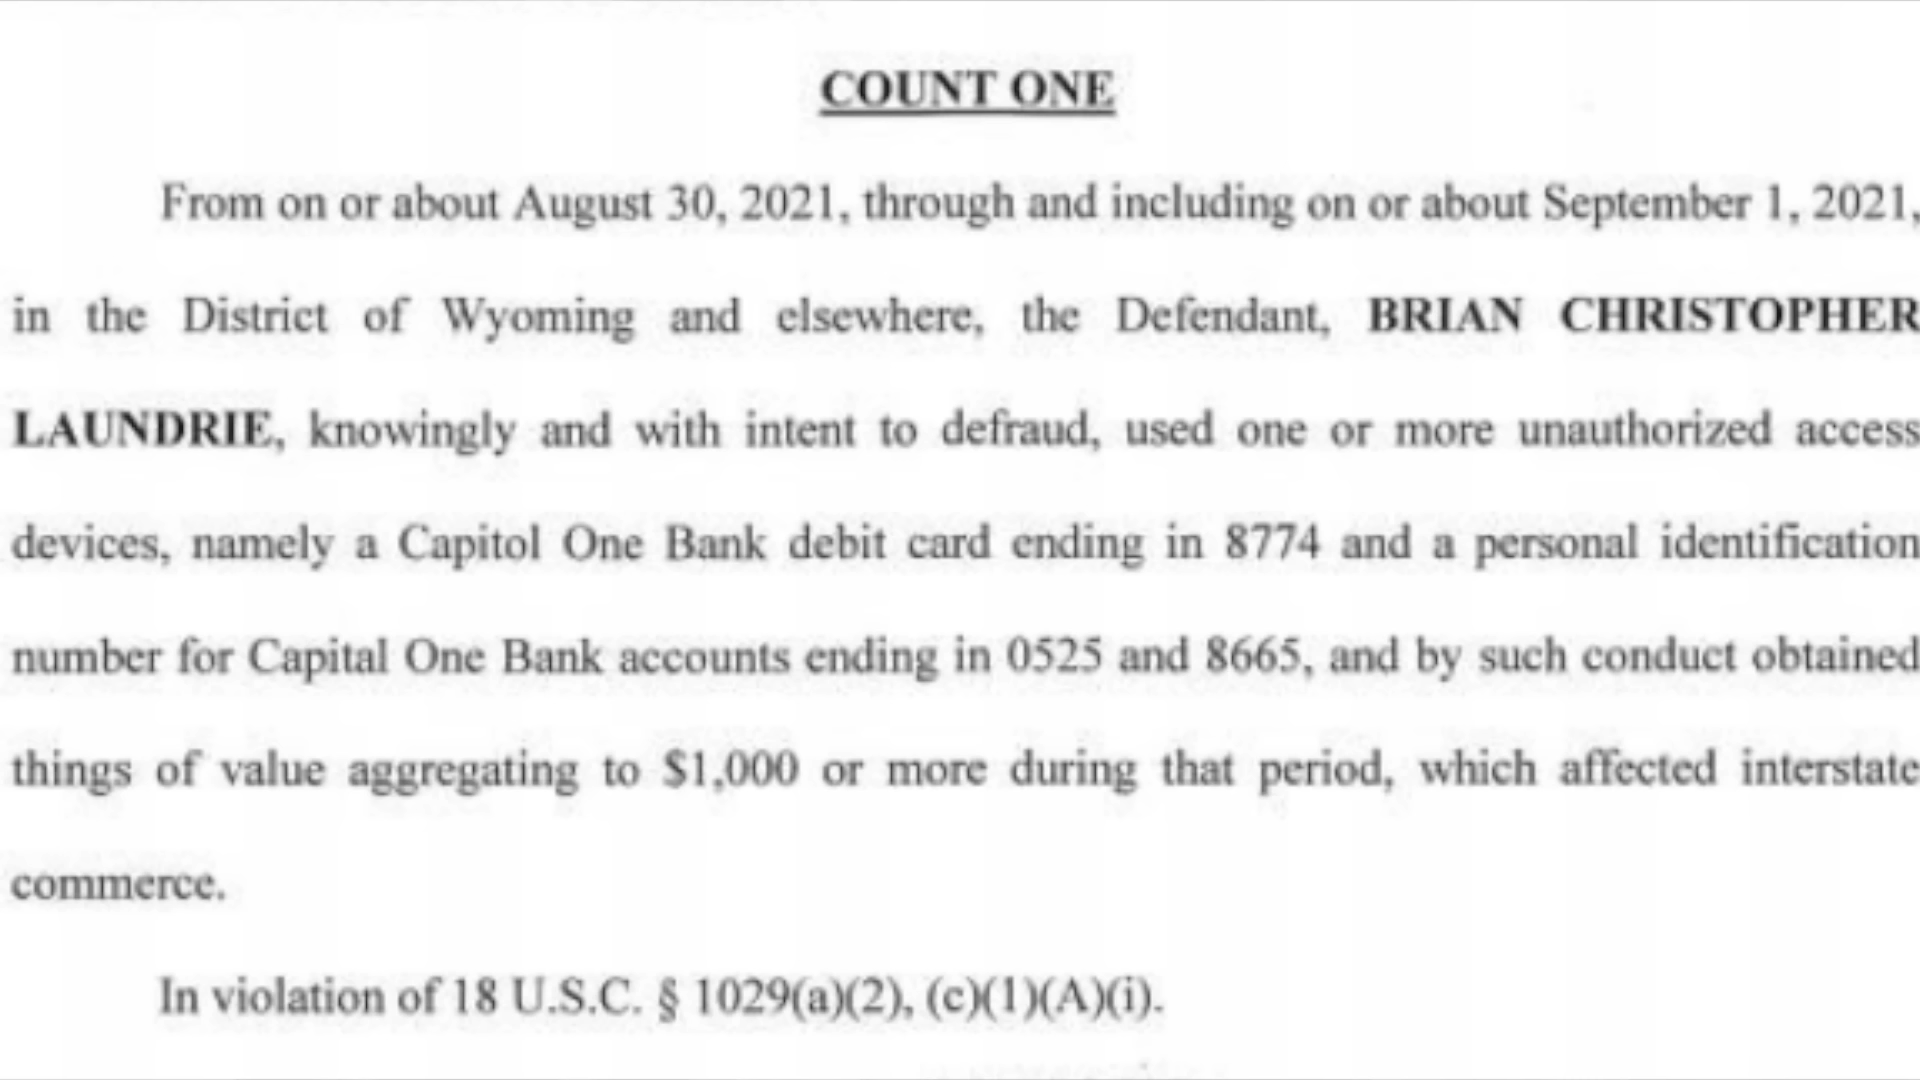 COUNT ONE
From on or about August 30, 2021, through and including on or about September 1, 2021,
in the District of Wyoming and elsewhere, the Defendant, BRIAN CHRISTOPHER
LAUNDRIE, knowingly and with intent to defraud, used one or more unauthorized access
devices, namely a Capitol One Bank debit card ending in 8774 and a personal identification
number for Capital One Bank accounts ending in 0525 and 8665, and by such conduct obtained
things of value aggregating to $1,000 or more during that period, which affected interstate
commerce.
In violation of 18 U.S.C. § 1029(a)(2), (c)(1)(A)(i).